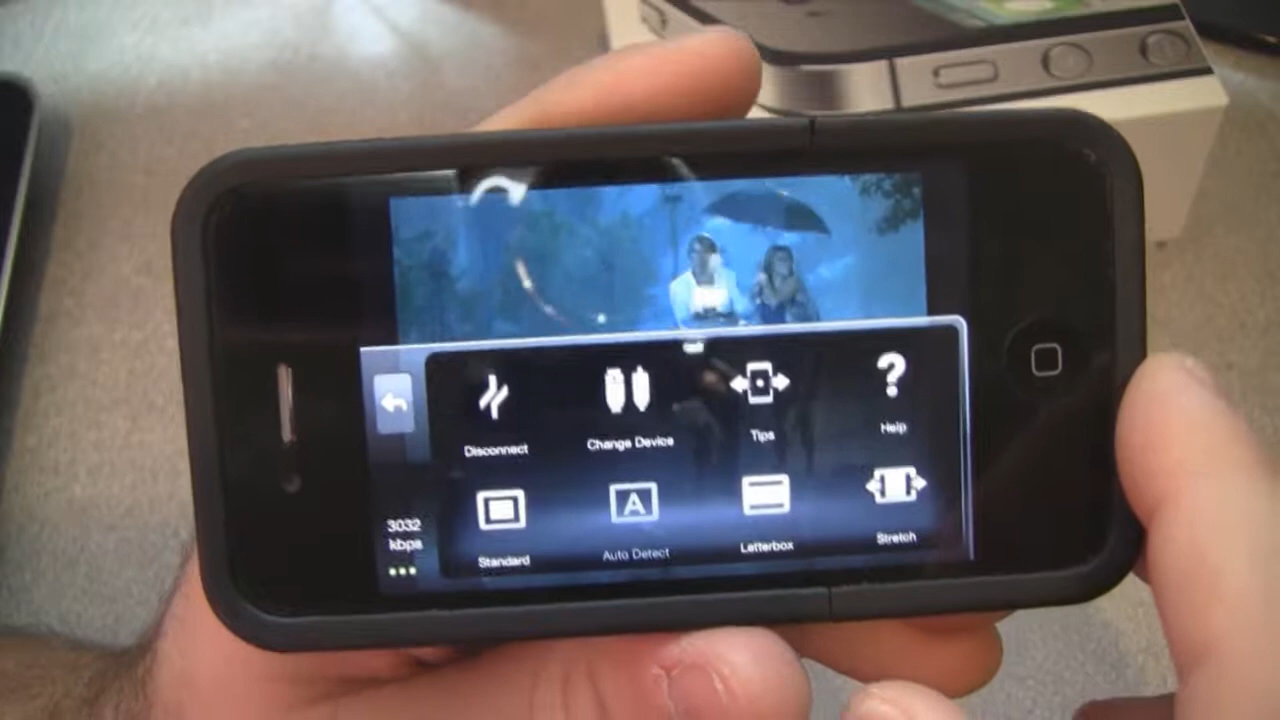 Disconnect
Change Device
Tips
Help
3032
kbps
Standard
A
Auto Detect
Letterbox
Stretch